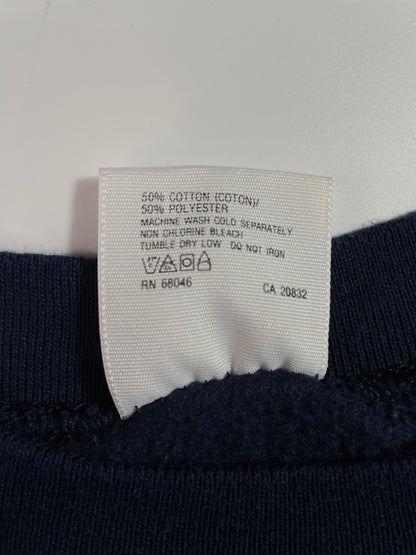 50% COTTON (COTON)/
50% POLYESTER
MACHINE WASH COLD SEPARATELY
NON CHLORINE BLEACH
TUMBLE DRY LOW DO NOT IRON
RN 68046 CA 20832